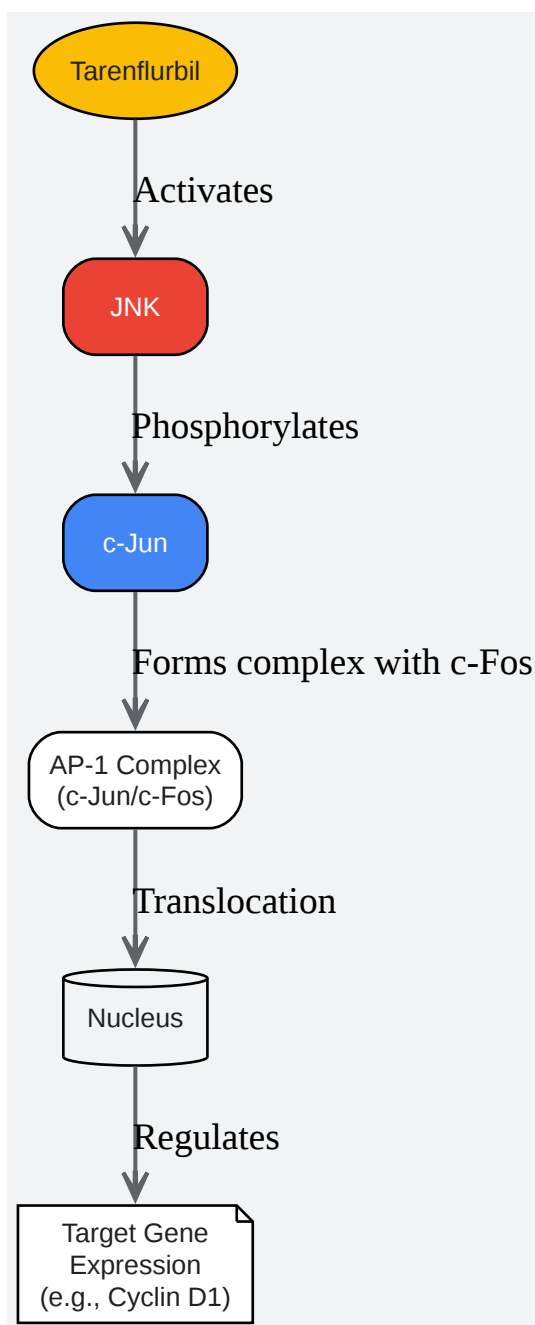 Tarenflurbil
Activates
JNK
Phosphorylates
c-Jun
Forms complex with c-Fos
AP-1 Complex
(c-Jun/c-Fos)
Translocation
Nucleus
Regulates
Target Gene
Expression
(e.g., Cyclin D1)